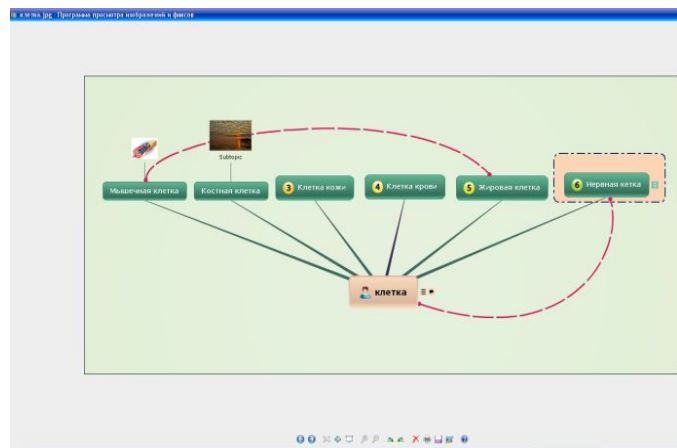 клетка.jpg - Программа просмотра изображений и факсов
Subtopic
Мышечная клетка
Костная клетка
3 Клетка кожи
4 Клетка крови
5 Жировая клетка
6 Нервная кетка
клетка